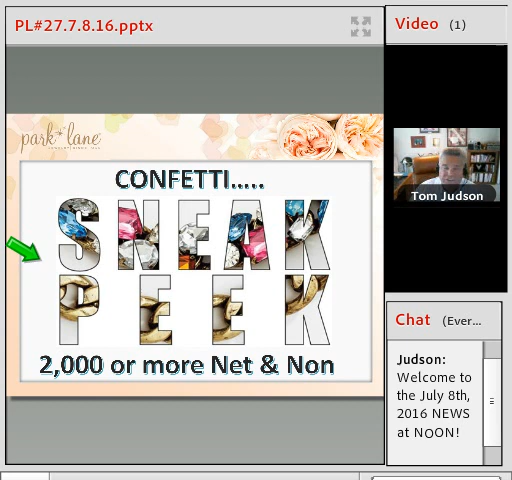 PL#27.7.8.16.pptx
Video (1)
park lane
CONFETTI.....
SNEAK
PEEK
2,000 or more Net & Non
Tom Judson
Chat (Ever...
Judson:
Welcome to
the July 8th,
2016 NEWS
at NOON!